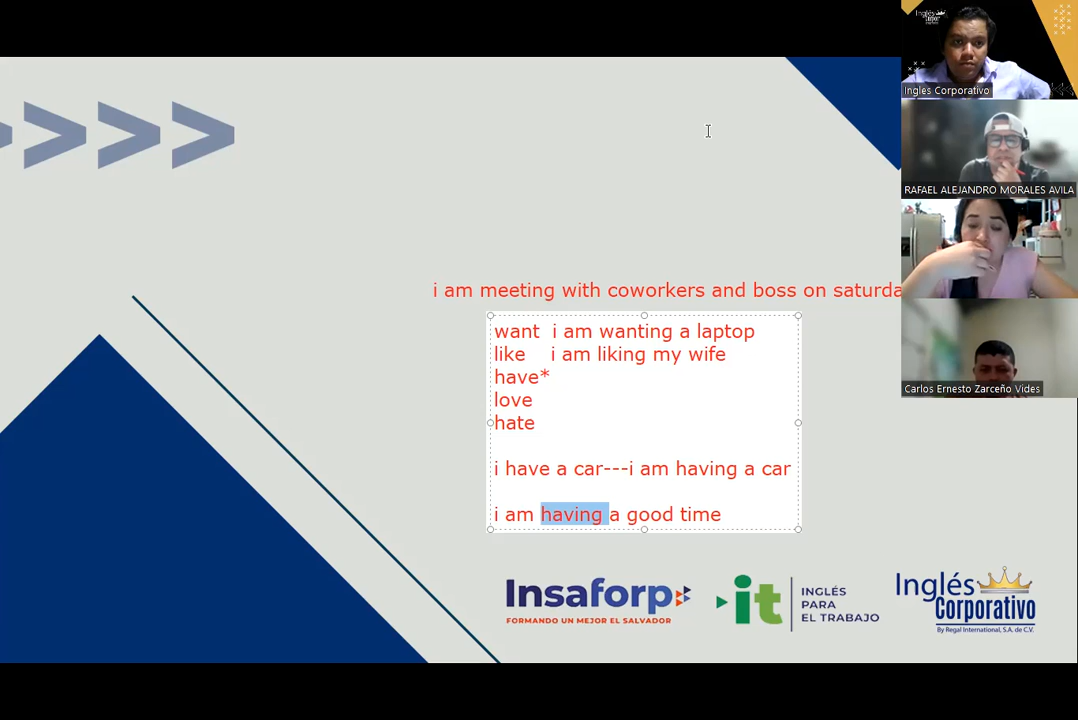 Inglés
Corporativo
Ingles Corporativo
RAFAEL ALEJANDRO MORALES AVILA
i am meeting with coworkers and boss on saturda
want i am wanting a laptop
like i am liking my wife
have*
love
hate
i have a car---i am having a car
i am having a good time
Carlos Ernesto Zarceño Vides
Insaforp
FORMANDO UN MEJOR EL SALVADOR
it
INGLÉS
PARA
EL TRABAJO
Inglés
Corporativo
By Regal International, S.A. de C.V.